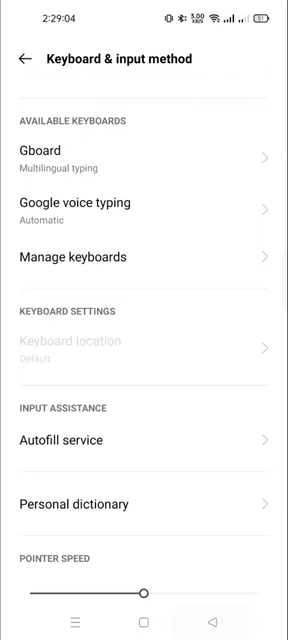 2:29:04
3.00
KB/S
51
Keyboard & input method
AVAILABLE KEYBOARDS
Gboard
Multilingual typing
Google voice typing
Automatic
Manage keyboards
KEYBOARD SETTINGS
Keyboard location
Default
INPUT ASSISTANCE
Autofill service
Personal dictionary
POINTER SPEED